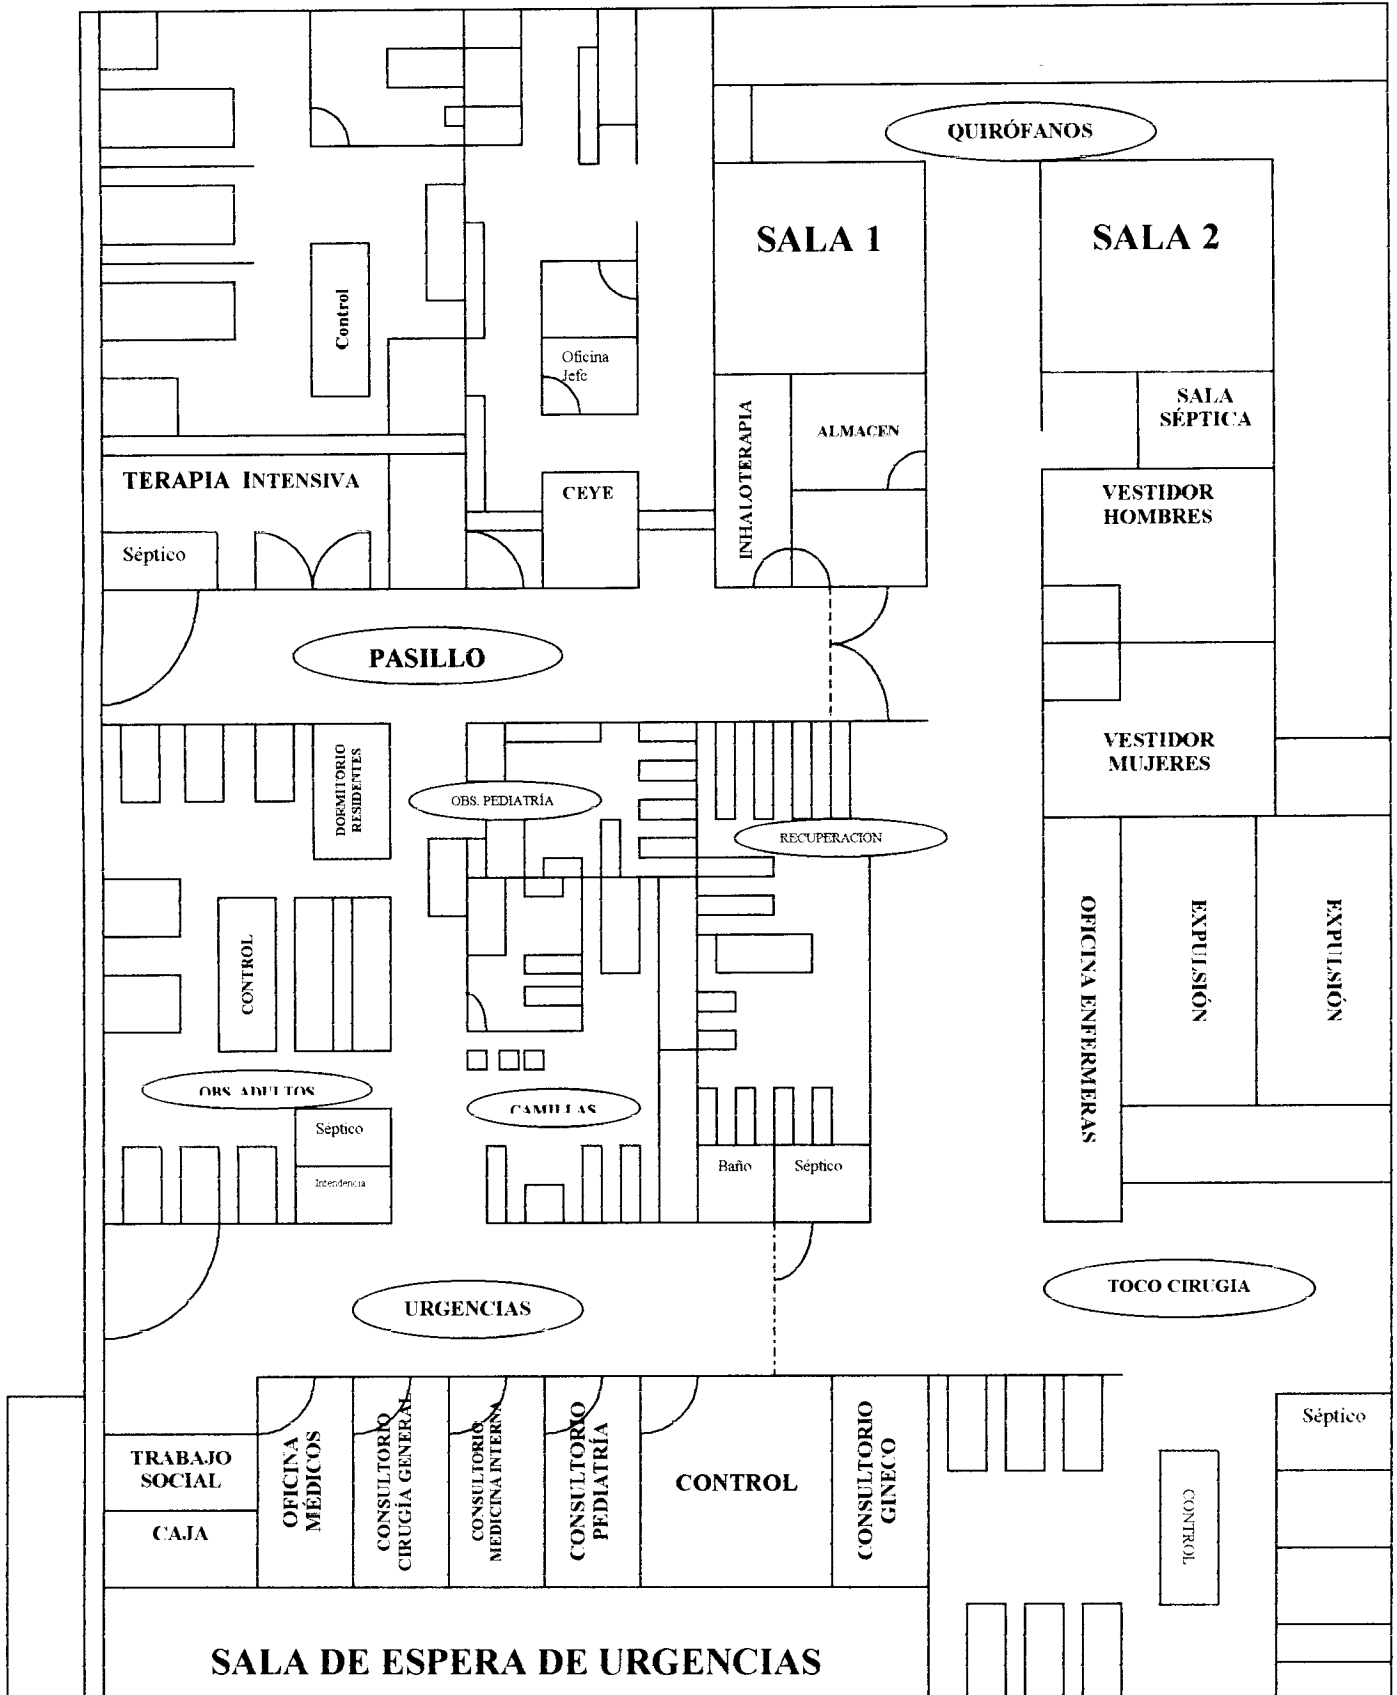 QUIRÓFANOS
SALA 1
SALA 2
Control
Oficina
Jefe
SALA
SÉPTICA
INHALOTERAPIA
ALMACEN
TERAPIA INTENSIVA
CEYE
VESTIDOR
HOMBRES
Séptico
PASILLO
VESTIDOR
MUJERES
DORMITORIO
RESIDENTES
OBS. PEDIATRÍA
RECUPERACION
CONTROL
OFICINA ENFERMERAS
EXPULSIÓN
EXPULSIÓN
OBS. ADULTOS
CAMILLAS
Séptico
Intendencia
Baño
Séptico
URGENCIAS
TOCO CIRUGIA
TRABAJO
SOCIAL
CAJA
OFICINA
MÉDICOS
CONSULTORIO
CIRUGÍA GENERAL
CONSULTORIO
MEDICINA INTERNA
CONSULTORIO
PEDIATRÍA
CONTROL
CONSULTORIO
GINECO
Séptico
CONTROL
SALA DE ESPERA DE URGENCIAS